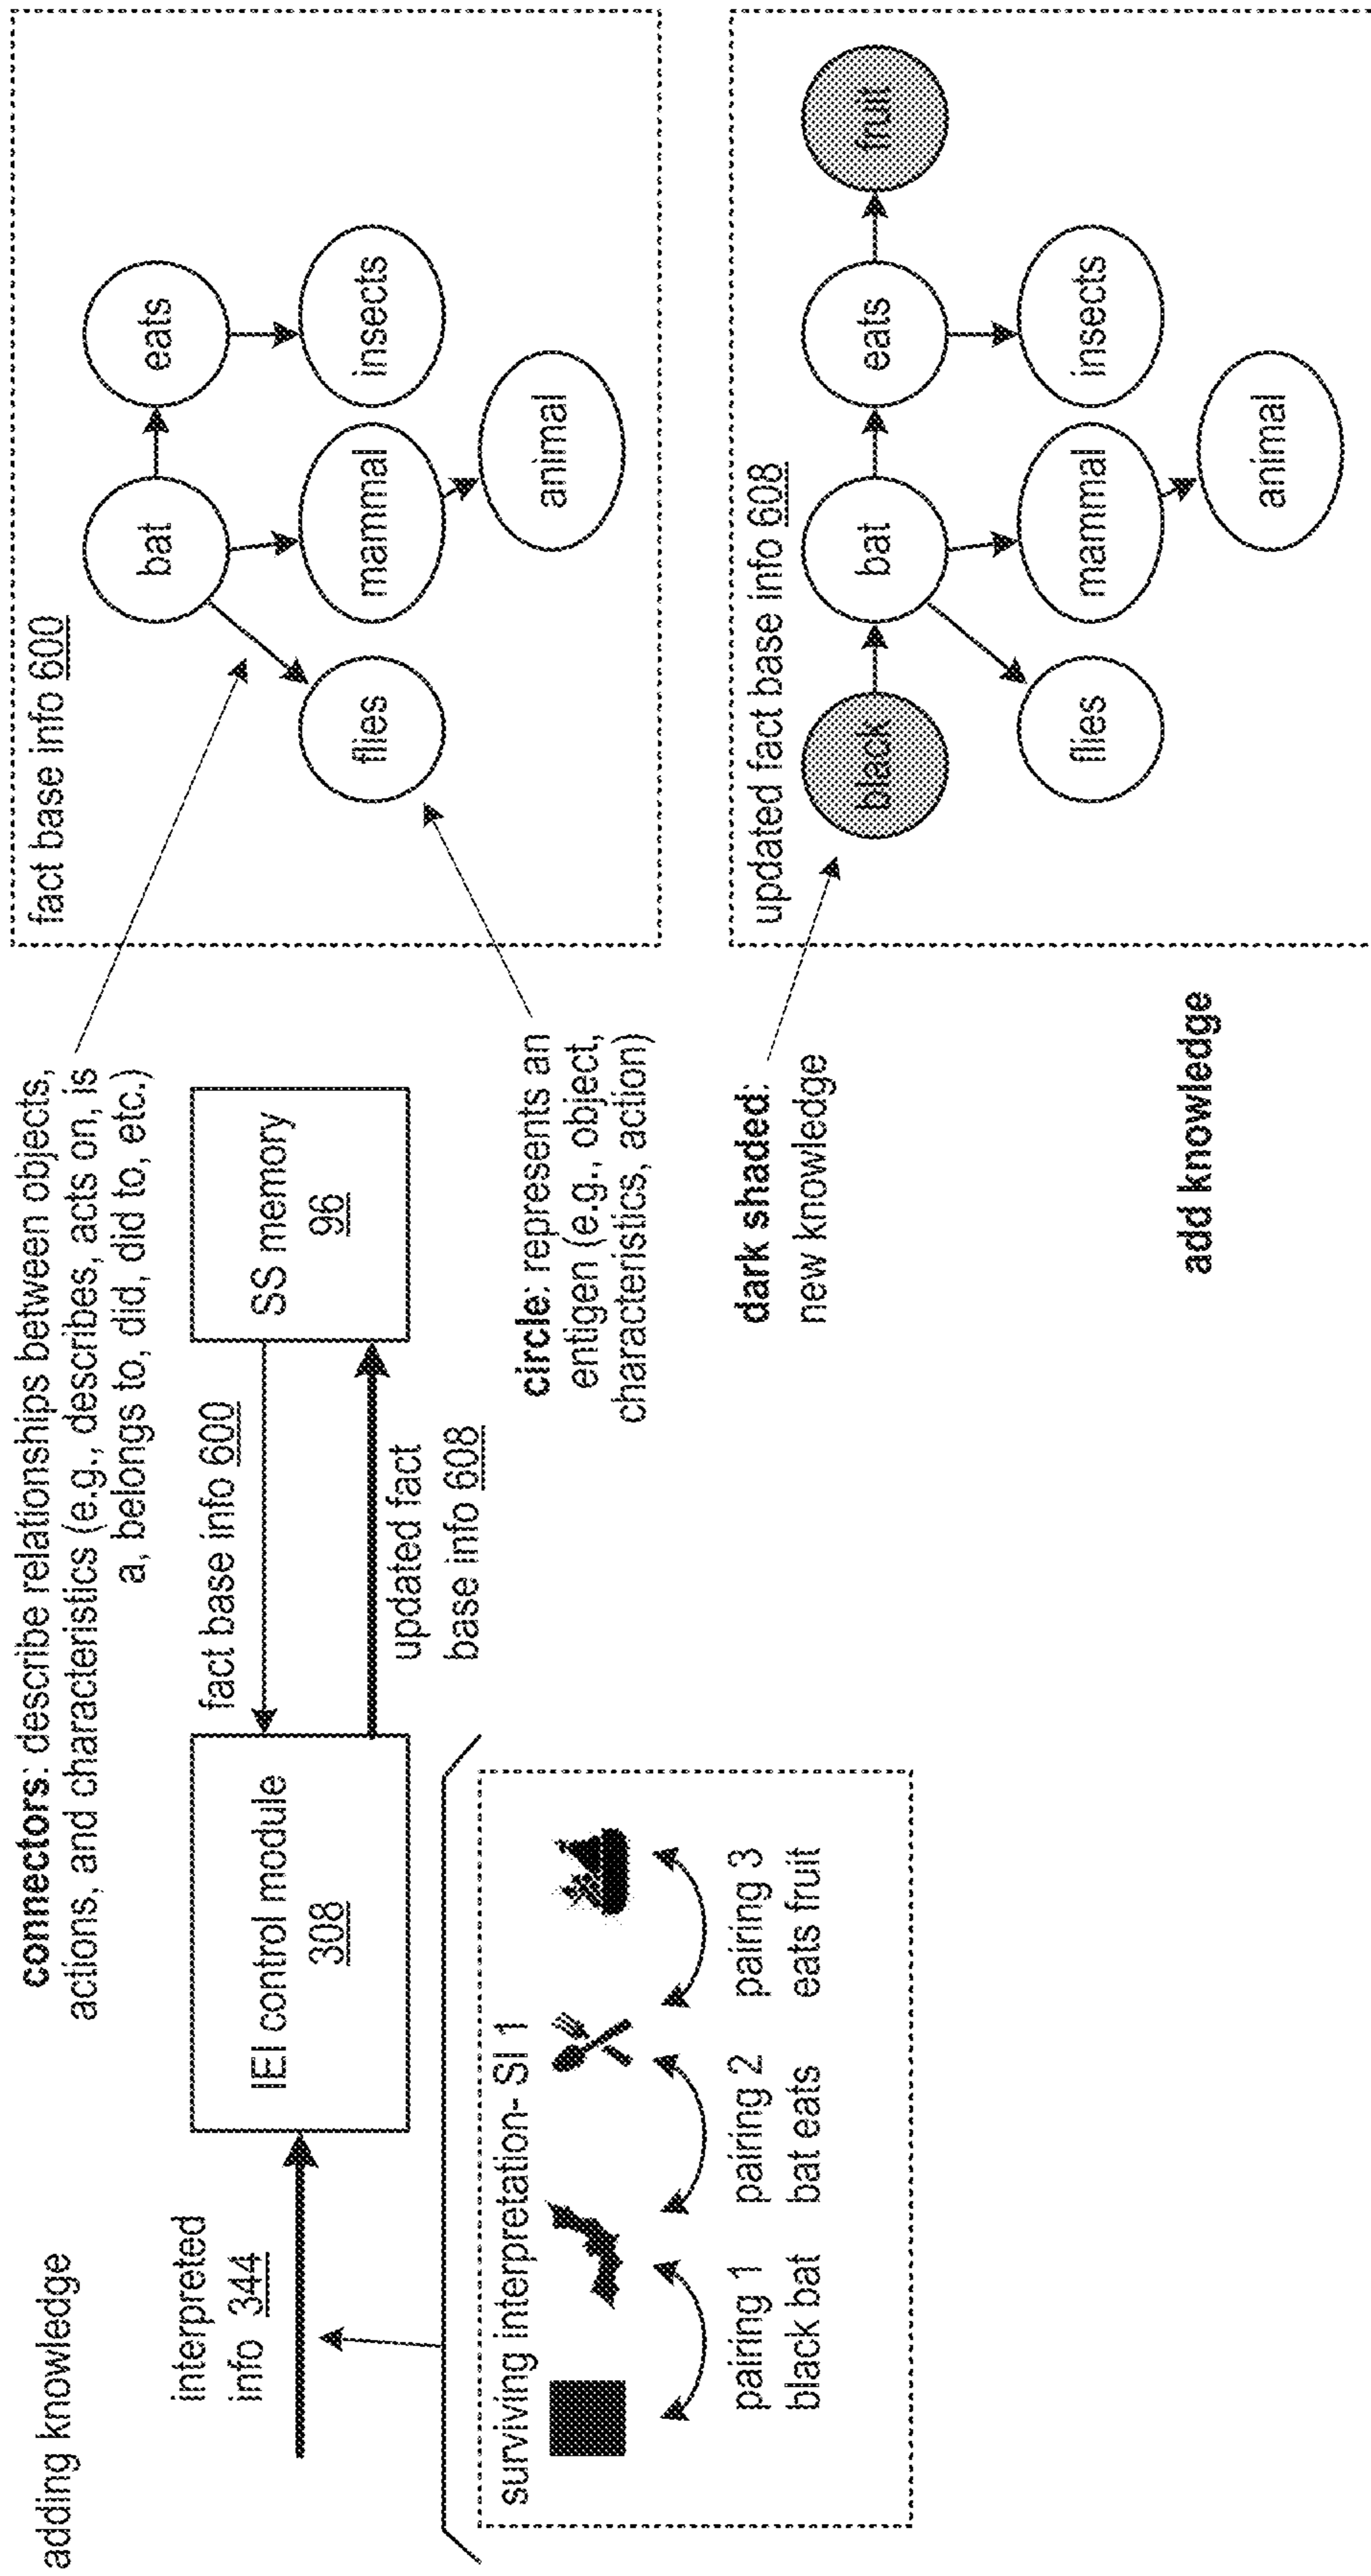 adding knowledge
connectors: describe relationships between objects,
actions, and characteristics (e.g., describes, acts on, is
a, belongs to, did, did to, etc.)
interpreted
info 344
IEI control module
308
fact base info 600
updated fact
base info 608
SS memory
96
circle: represents an
entigen (e.g., object,
characteristics, action)
surviving interpretation- SI 1
pairing 1
black bat
pairing 2
bat eats
pairing 3
eats fruit
fact base info 600
bat
eats
flies
mammal
insects
animal
dark shaded:
new knowledge
updated fact base info 608
black
bat
eats
fruit
flies
mammal
insects
animal
add knowledge